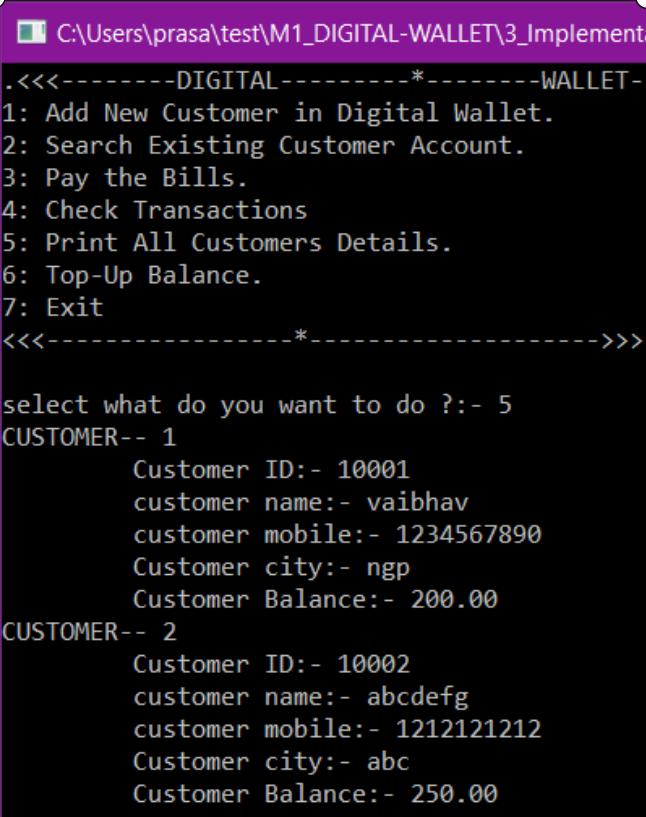 C:\Users\prasa\test\M1_DIGITAL-WALLET\3_Implementa
.<<<--------DIGITAL---------*--------WALLET-
1: Add New Customer in Digital Wallet.
2: Search Existing Customer Account.
3: Pay the Bills.
4: Check Transactions
5: Print All Customers Details.
6: Top-Up Balance.
7: Exit
<<<-----------------*-------------------->>>
select what do you want to do ?:- 5
CUSTOMER-- 1
Customer ID:- 10001
customer name:- vaibhav
customer mobile:- 1234567890
Customer city:- ngp
Customer Balance:- 200.00
CUSTOMER-- 2
Customer ID:- 10002
customer name:- abcdefg
customer mobile:- 1212121212
Customer city:- abc
Customer Balance:- 250.00